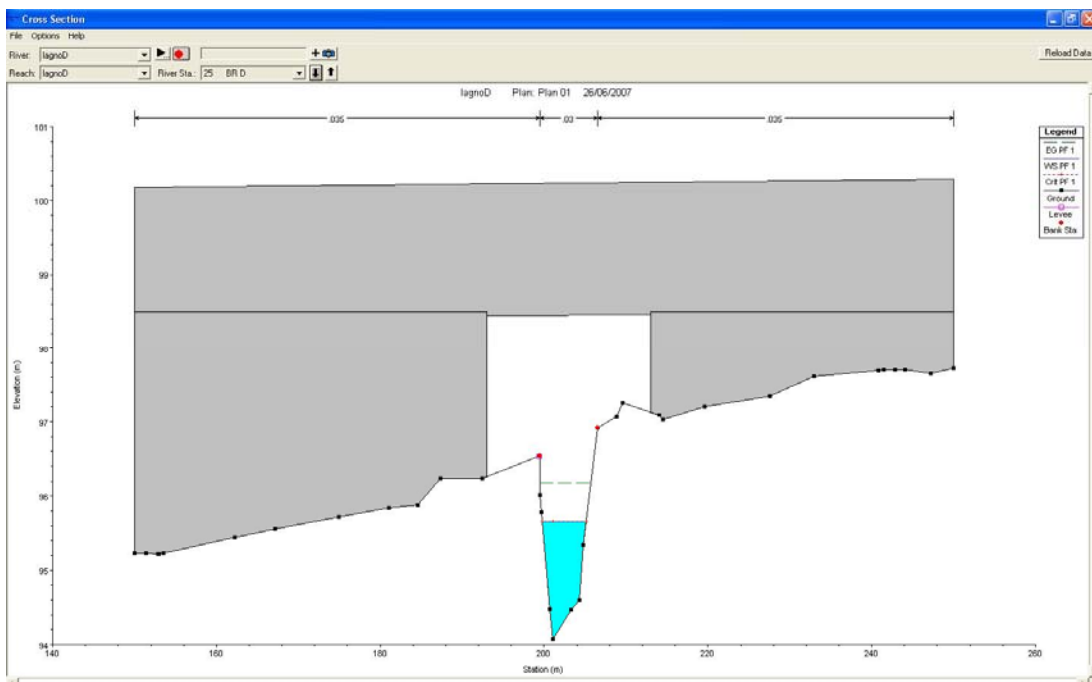 Cross Section
File Options Help
River: lagnoD
Reload Data
Reach: lagnoD River Sta.: 25 BR D
lagnoD Plan: Plan 01 26/06/2007
.035 .03 .035
Legend
EG PF 1
WS PF 1
Crit PF 1
Ground
Levee
Bank Sta
101
100
99
98
97
96
95
94
Elevation (m)
140 160 180 200 220 240 260
Station (m)